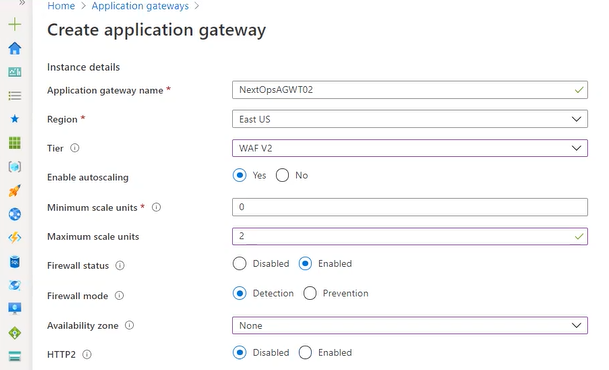 Home > Application gateways >
Create application gateway
Instance details
Application gateway name *
NextOpsAGWT02
Region *
East US
Tier
WAF V2
Enable autoscaling
Yes No
Minimum scale units *
0
Maximum scale units
2
Firewall status
Disabled Enabled
Firewall mode
Detection Prevention
Availability zone
None
HTTP2
Disabled Enabled